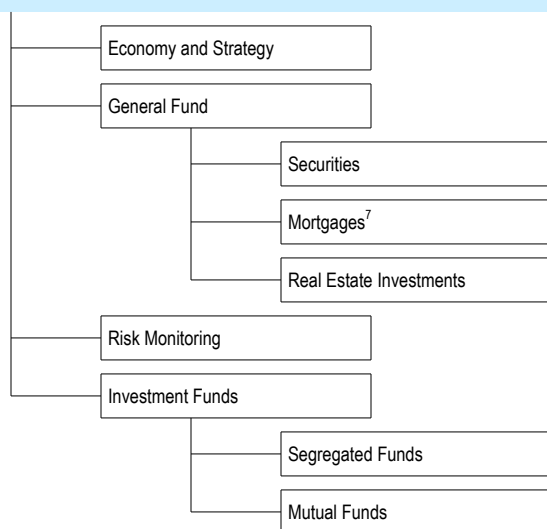 Economy and Strategy
General Fund
Securities
Mortgages⁷
Real Estate Investments
Risk Monitoring
Investment Funds
Segregated Funds
Mutual Funds